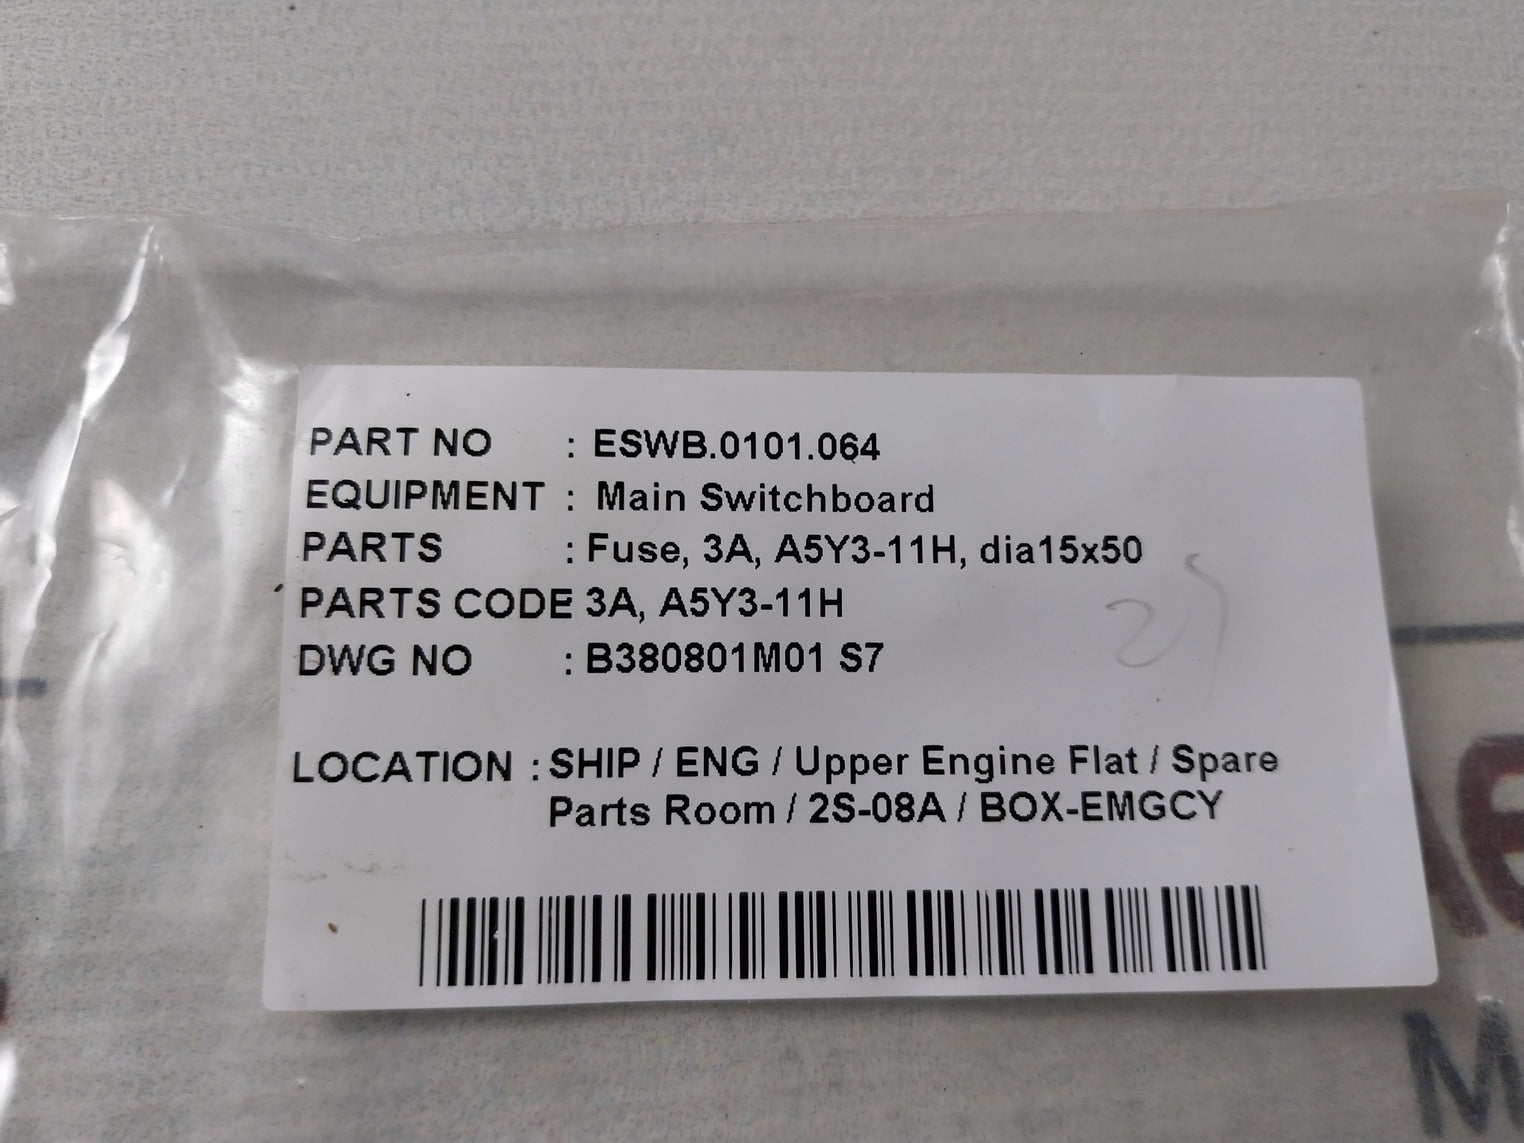 PART NO : ESWB.0101.064
EQUIPMENT : Main Switchboard
PARTS : Fuse, 3A, A5Y3-11H, dia15x50
PARTS CODE 3A, A5Y3-11H
DWG NO : B380801M01 S7
LOCATION : SHIP / ENG / Upper Engine Flat / Spare
Parts Room / 2S-08A / BOX-EMGCY